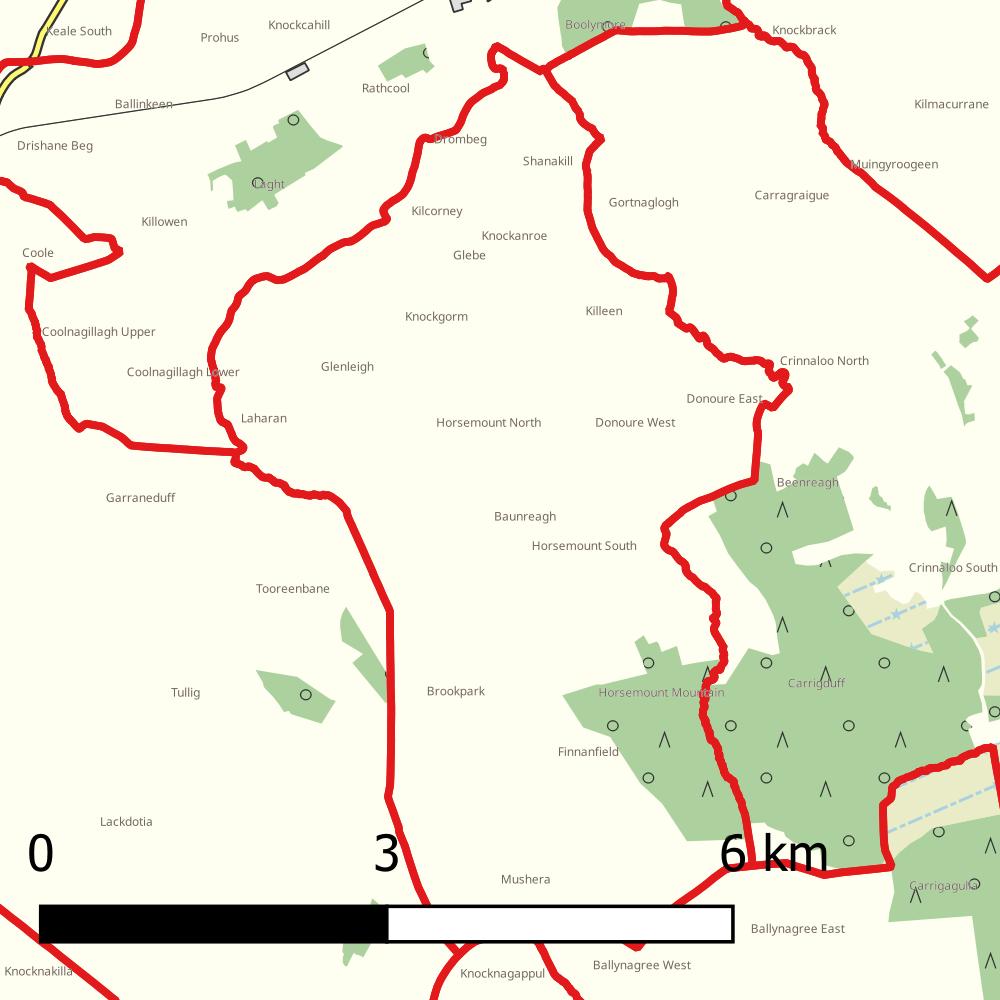 Boolymore
Knockcahill
Keale South
Knockbrack
Prohus
Rathcool
Ballinkeen
Kilmacurrane
Drishane Beg
Drombeg
Shanakill
Muingyroogeen
Laght
Carragraigue
Gortnaglogh
Kilcorney
Killowen
Knockanroe
Coole
Glebe
Killeen
Knockgorm
Coolnagillagh Upper
Crinnaloo North
Glenleigh
Coolnagillagh Lower
Donoure East
Laharan
Horsemount North
Donoure West
Beenreagh
Garraneduff
Baunreagh
Horsemount South
Crinnaloo South
Tooreenbane
Carrigduff
Tullig
Brookpark
Horsemount Mountain
Finnanfield
Lackdotia
0 3 6 km
Mushera
Carrigagulla
Ballynagree East
Ballynagree West
Knocknakilla
Knocknagappul